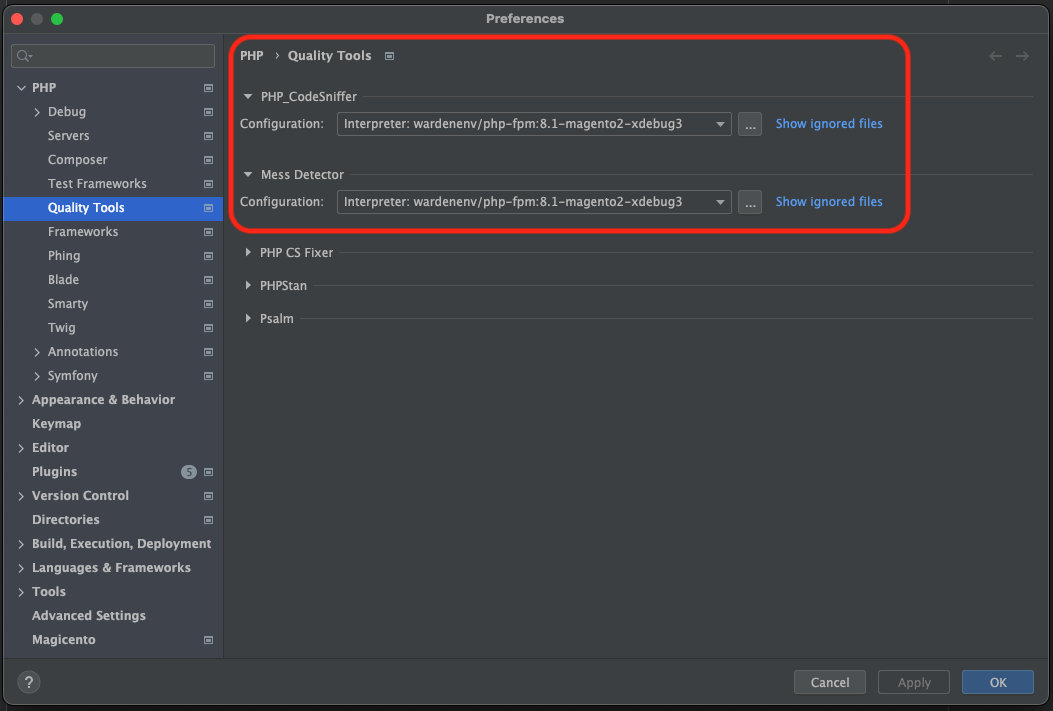 Preferences
PHP
Debug
Servers
Composer
Test Frameworks
Quality Tools
Frameworks
Phing
Blade
Smarty
Twig
Annotations
Symfony
Appearance & Behavior
Keymap
Editor
Plugins 5
Version Control
Directories
Build, Execution, Deployment
Languages & Frameworks
Tools
Advanced Settings
Magicento
PHP › Quality Tools
PHP_CodeSniffer
Configuration: Interpreter: wardenenv/php-fpm:8.1-magento2-xdebug3 ... Show ignored files
Mess Detector
Configuration: Interpreter: wardenenv/php-fpm:8.1-magento2-xdebug3 ... Show ignored files
PHP CS Fixer
PHPStan
Psalm
? Cancel Apply OK